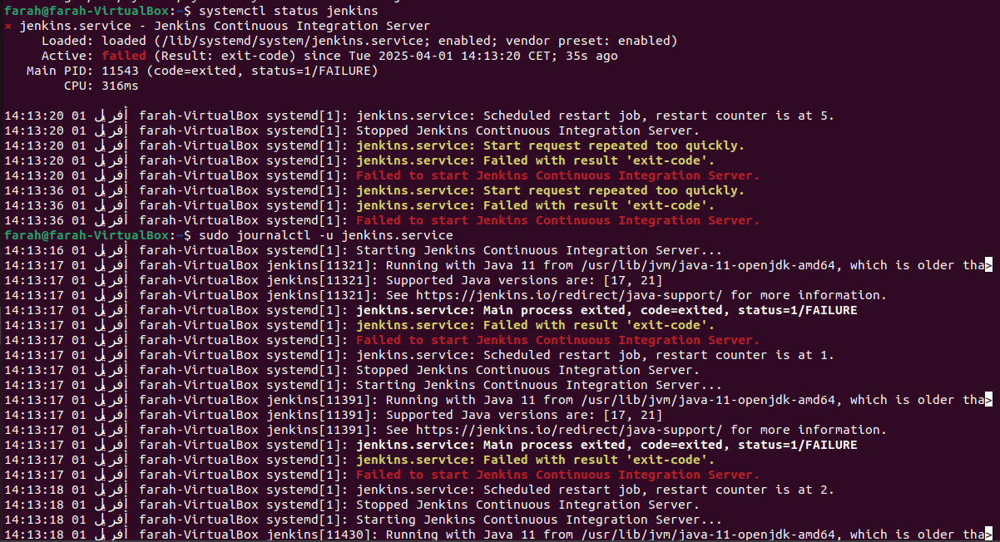 farah@farah-VirtualBox:~$ systemctl status jenkins
× jenkins.service - Jenkins Continuous Integration Server
     Loaded: loaded (/lib/systemd/system/jenkins.service; enabled; vendor preset: enabled)
     Active: failed (Result: exit-code) since Tue 2025-04-01 14:13:20 CET; 35s ago
   Main PID: 11543 (code=exited, status=1/FAILURE)
        CPU: 316ms

14:13:20 01 أفريل farah-VirtualBox systemd[1]: jenkins.service: Scheduled restart job, restart counter is at 5.
14:13:20 01 أفريل farah-VirtualBox systemd[1]: Stopped Jenkins Continuous Integration Server.
14:13:20 01 أفريل farah-VirtualBox systemd[1]: jenkins.service: Start request repeated too quickly.
14:13:20 01 أفريل farah-VirtualBox systemd[1]: jenkins.service: Failed with result 'exit-code'.
14:13:20 01 أفريل farah-VirtualBox systemd[1]: Failed to start Jenkins Continuous Integration Server.
14:13:36 01 أفريل farah-VirtualBox systemd[1]: jenkins.service: Start request repeated too quickly.
14:13:36 01 أفريل farah-VirtualBox systemd[1]: jenkins.service: Failed with result 'exit-code'.
14:13:36 01 أفريل farah-VirtualBox systemd[1]: Failed to start Jenkins Continuous Integration Server.
farah@farah-VirtualBox:~$ sudo journalctl -u jenkins.service
14:13:16 01 أفريل farah-VirtualBox systemd[1]: Starting Jenkins Continuous Integration Server...
14:13:17 01 أفريل farah-VirtualBox jenkins[11321]: Running with Java 11 from /usr/lib/jvm/java-11-openjdk-amd64, which is older tha>
14:13:17 01 أفريل farah-VirtualBox jenkins[11321]: Supported Java versions are: [17, 21]
14:13:17 01 أفريل farah-VirtualBox jenkins[11321]: See https://jenkins.io/redirect/java-support/ for more information.
14:13:17 01 أفريل farah-VirtualBox systemd[1]: jenkins.service: Main process exited, code=exited, status=1/FAILURE
14:13:17 01 أفريل farah-VirtualBox systemd[1]: jenkins.service: Failed with result 'exit-code'.
14:13:17 01 أفريل farah-VirtualBox systemd[1]: Failed to start Jenkins Continuous Integration Server.
14:13:17 01 أفريل farah-VirtualBox systemd[1]: jenkins.service: Scheduled restart job, restart counter is at 1.
14:13:17 01 أفريل farah-VirtualBox systemd[1]: Stopped Jenkins Continuous Integration Server.
14:13:17 01 أفريل farah-VirtualBox systemd[1]: Starting Jenkins Continuous Integration Server...
14:13:17 01 أفريل farah-VirtualBox jenkins[11391]: Running with Java 11 from /usr/lib/jvm/java-11-openjdk-amd64, which is older tha>
14:13:17 01 أفريل farah-VirtualBox jenkins[11391]: Supported Java versions are: [17, 21]
14:13:17 01 أفريل farah-VirtualBox jenkins[11391]: See https://jenkins.io/redirect/java-support/ for more information.
14:13:17 01 أفريل farah-VirtualBox systemd[1]: jenkins.service: Main process exited, code=exited, status=1/FAILURE
14:13:17 01 أفريل farah-VirtualBox systemd[1]: jenkins.service: Failed with result 'exit-code'.
14:13:17 01 أفريل farah-VirtualBox systemd[1]: Failed to start Jenkins Continuous Integration Server.
14:13:18 01 أفريل farah-VirtualBox systemd[1]: jenkins.service: Scheduled restart job, restart counter is at 2.
14:13:18 01 أفريل farah-VirtualBox systemd[1]: Stopped Jenkins Continuous Integration Server.
14:13:18 01 أفريل farah-VirtualBox systemd[1]: Starting Jenkins Continuous Integration Server...
14:13:18 01 أفريل farah-VirtualBox jenkins[11430]: Running with Java 11 from /usr/lib/jvm/java-11-openjdk-amd64, which is older tha>